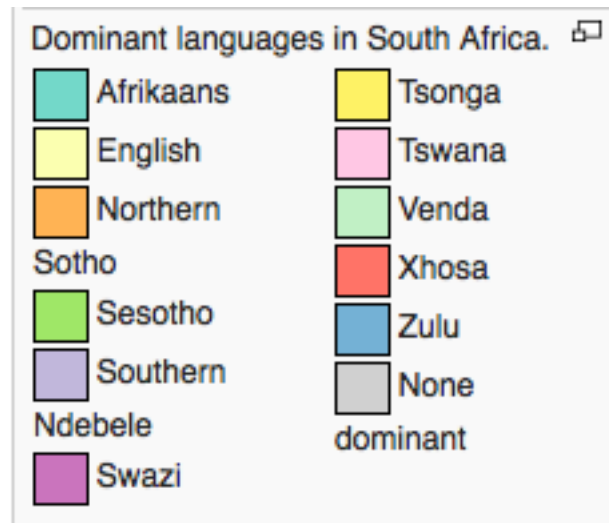 Dominant languages in South Africa.
Afrikaans
English
Northern
Sotho
Sesotho
Southern
Ndebele
Swazi
Tsonga
Tswana
Venda
Xhosa
Zulu
None
dominant